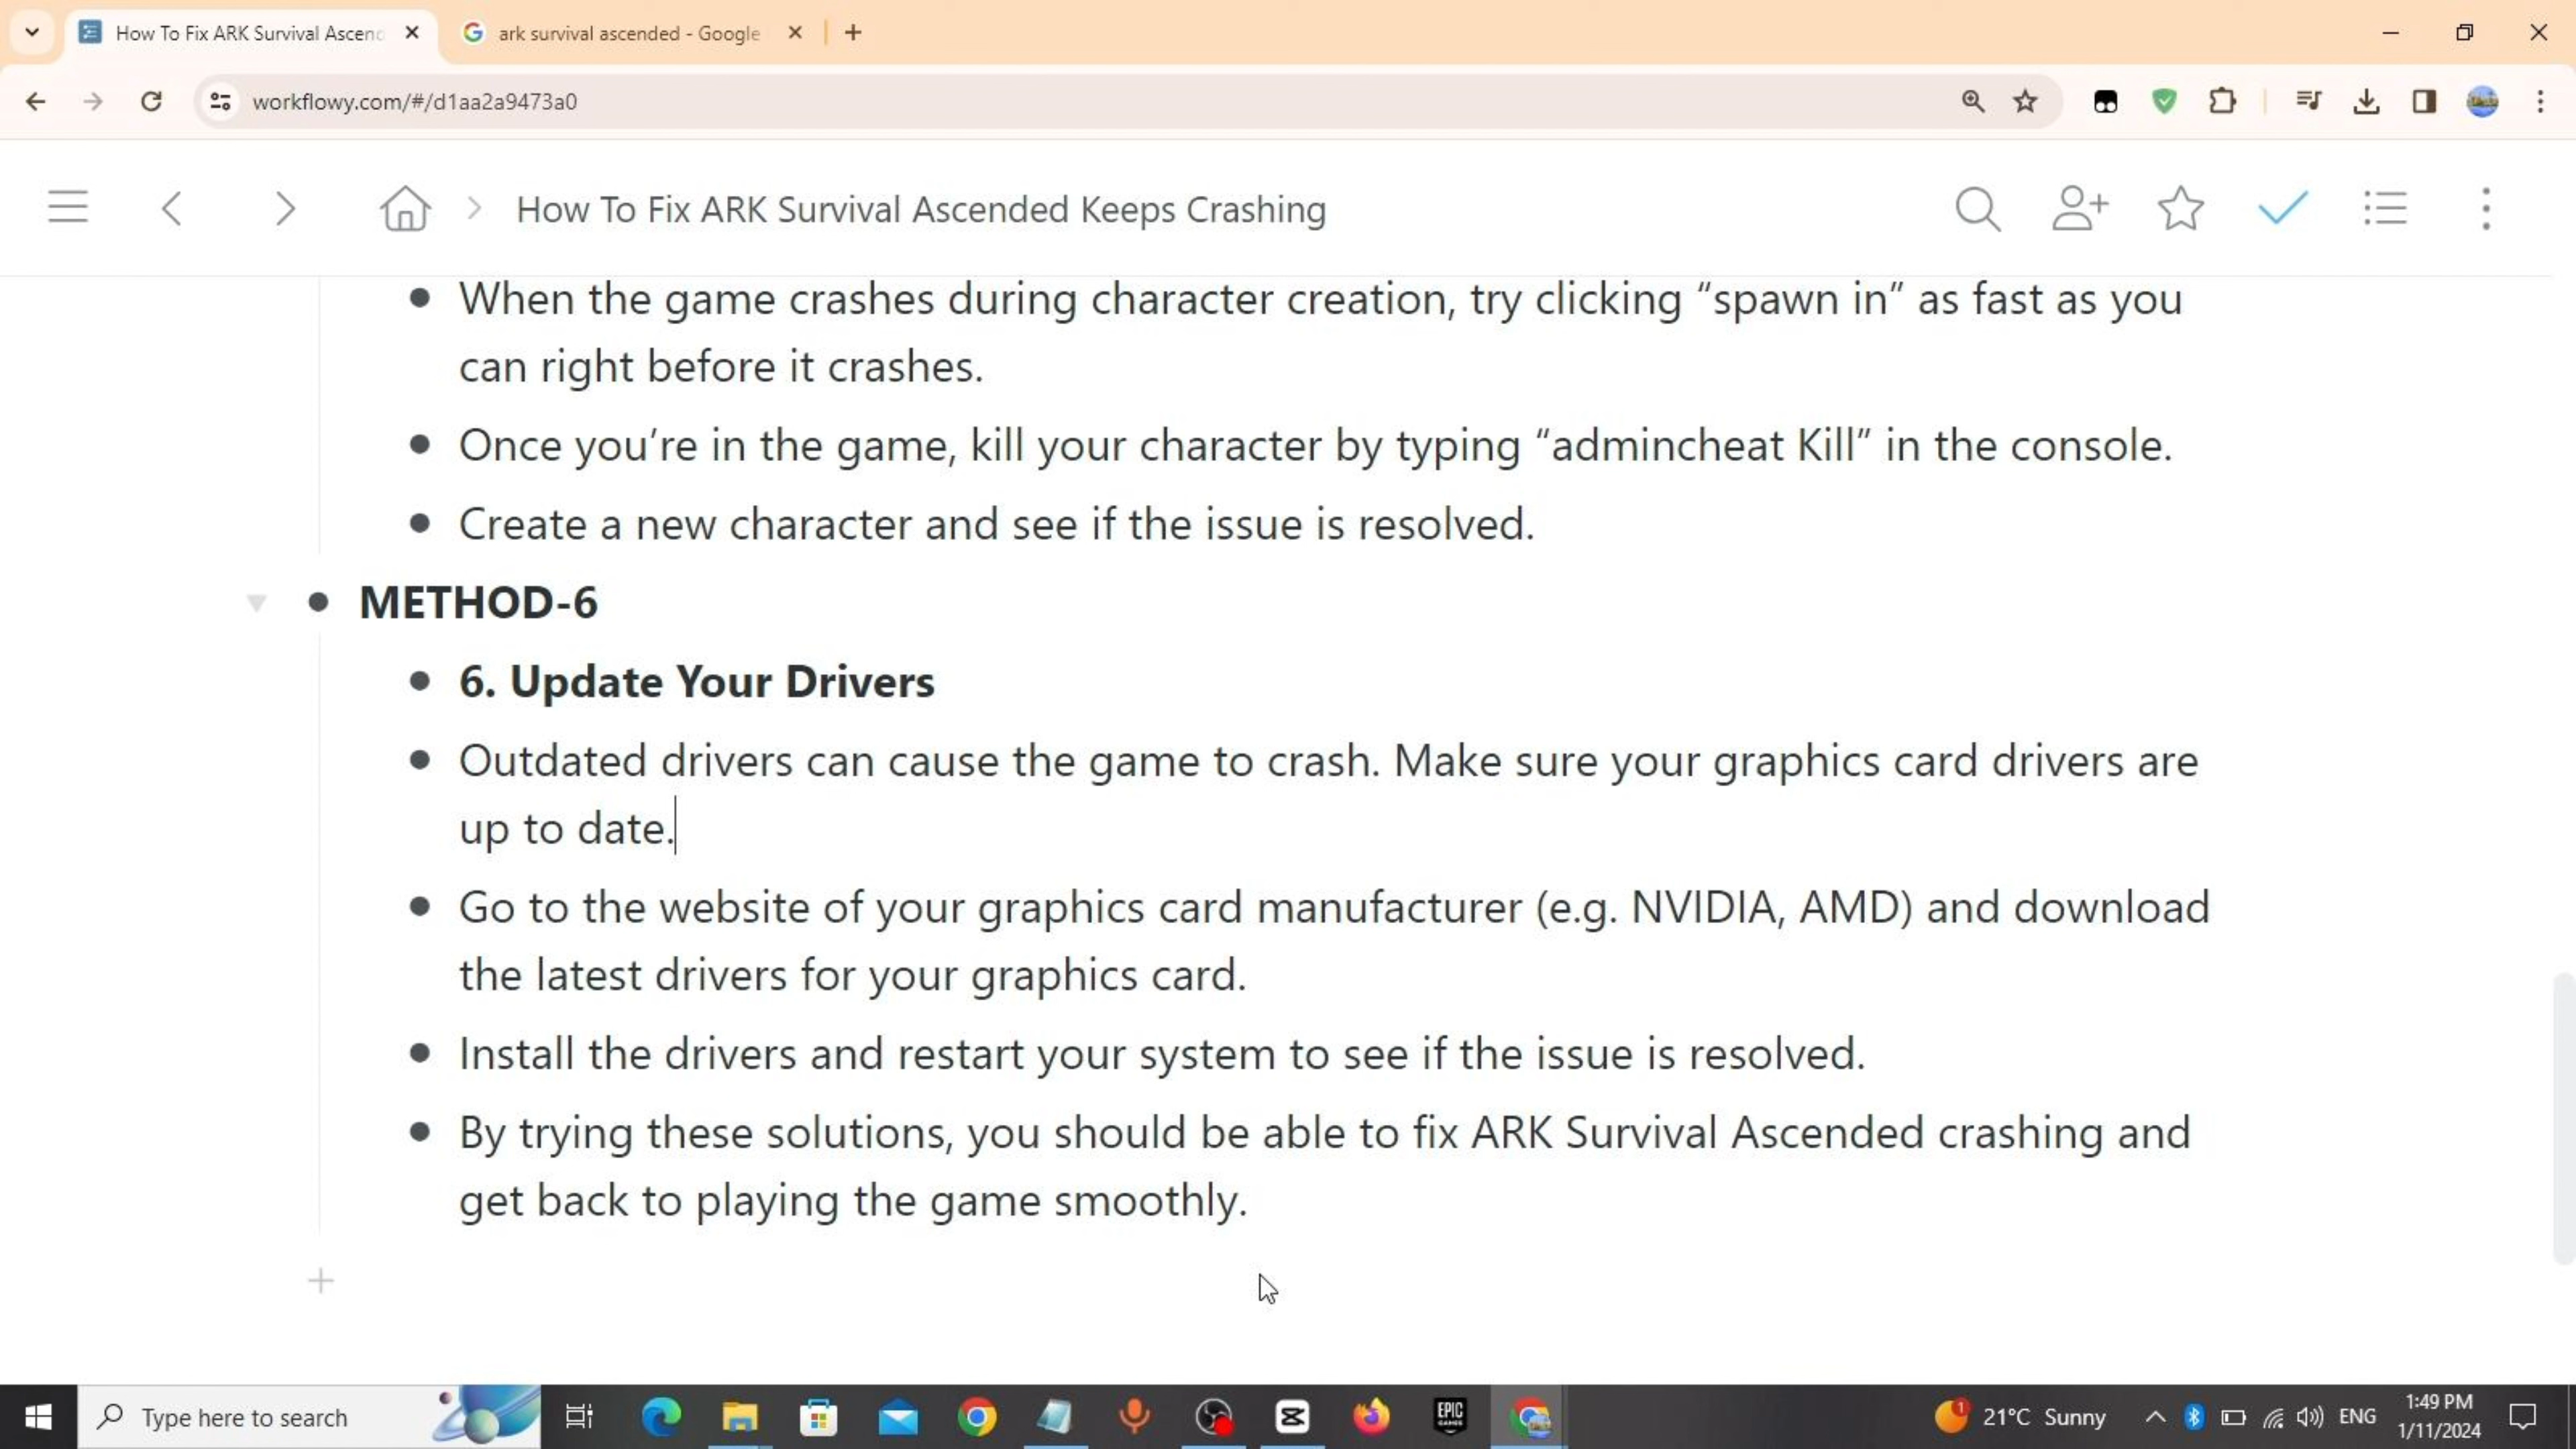 How To Fix ARK Survival Ascend
ark survival ascended - Google
workflowy.com/#/d1aa2a9473a0
How To Fix ARK Survival Ascended Keeps Crashing
When the game crashes during character creation, try clicking “spawn in” as fast as you
can right before it crashes.
Once you’re in the game, kill your character by typing “admincheat Kill” in the console.
Create a new character and see if the issue is resolved.
METHOD-6
6. Update Your Drivers
Outdated drivers can cause the game to crash. Make sure your graphics card drivers are
up to date.
Go to the website of your graphics card manufacturer (e.g. NVIDIA, AMD) and download
the latest drivers for your graphics card.
Install the drivers and restart your system to see if the issue is resolved.
By trying these solutions, you should be able to fix ARK Survival Ascended crashing and
get back to playing the game smoothly.
Type here to search
EPIC
GAMES
1
21°C Sunny
ENG
1:49 PM
1/11/2024